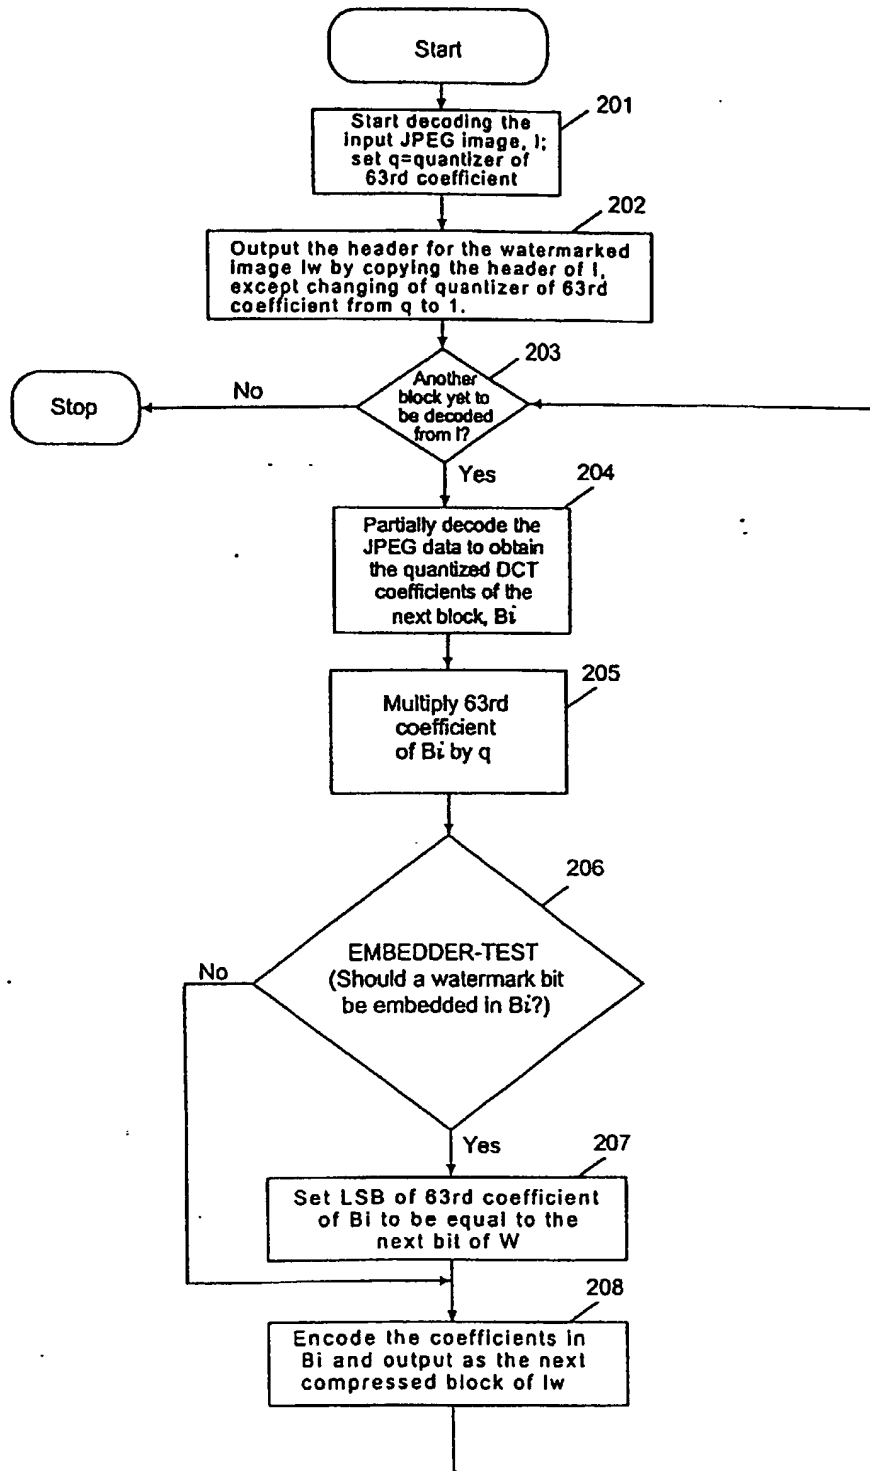 Start
201
Start decoding the
input JPEG image, I;
set q=quantizer of
63rd coefficient
202
Output the header for the watermarked
image Iw by copying the header of I,
except changing of quantizer of 63rd
coefficient from q to 1.
203
Another
block yet to
be decoded
from I?
No
Stop
Yes
204
Partially decode the
JPEG data to obtain
the quantized DCT
coefficients of the
next block, Bi
205
Multiply 63rd
coefficient
of Bi by q
206
EMBEDDER-TEST
(Should a watermark bit
be embedded in Bi?)
No
Yes
207
Set LSB of 63rd coefficient
of Bi to be equal to the
next bit of W
208
Encode the coefficients in
Bi and output as the next
compressed block of Iw